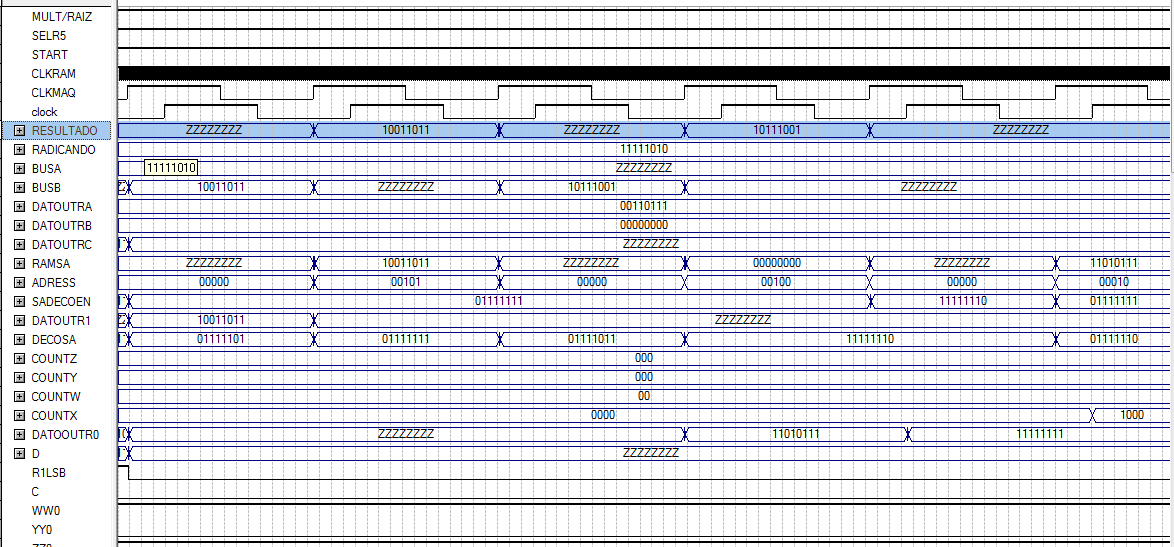 MULT/RAIZ
SELR5
START
CLKRAM
CLKMAQ
clock
RESULTADO ZZZZZZZZ 10011011 ZZZZZZZZ 10111001 ZZZZZZZZ
RADICANDO 11111010
BUSA 11111010 ZZZZZZZZ
BUSB 10011011 ZZZZZZZZ 10111001 ZZZZZZZZ
DATOUTRA 00110111
DATOUTRB 00000000
DATOUTRC ZZZZZZZZ
RAMSA ZZZZZZZZ 10011011 ZZZZZZZZ 00000000 ZZZZZZZZ 11010111
ADRESS 00000 00101 00000 00100 00000 00010
SADECOEN 01111111 11111110 01111111
DATOUTR1 10011011 ZZZZZZZZ
DECOSA 01111101 01111111 01111011 11111110 01111110
COUNTZ 000
COUNTY 000
COUNTW 00
COUNTX 0000 1000
DATOOUTR0 ZZZZZZZZ 11010111 11111111
D ZZZZZZZZ
R1LSB
C
WW0
YY0